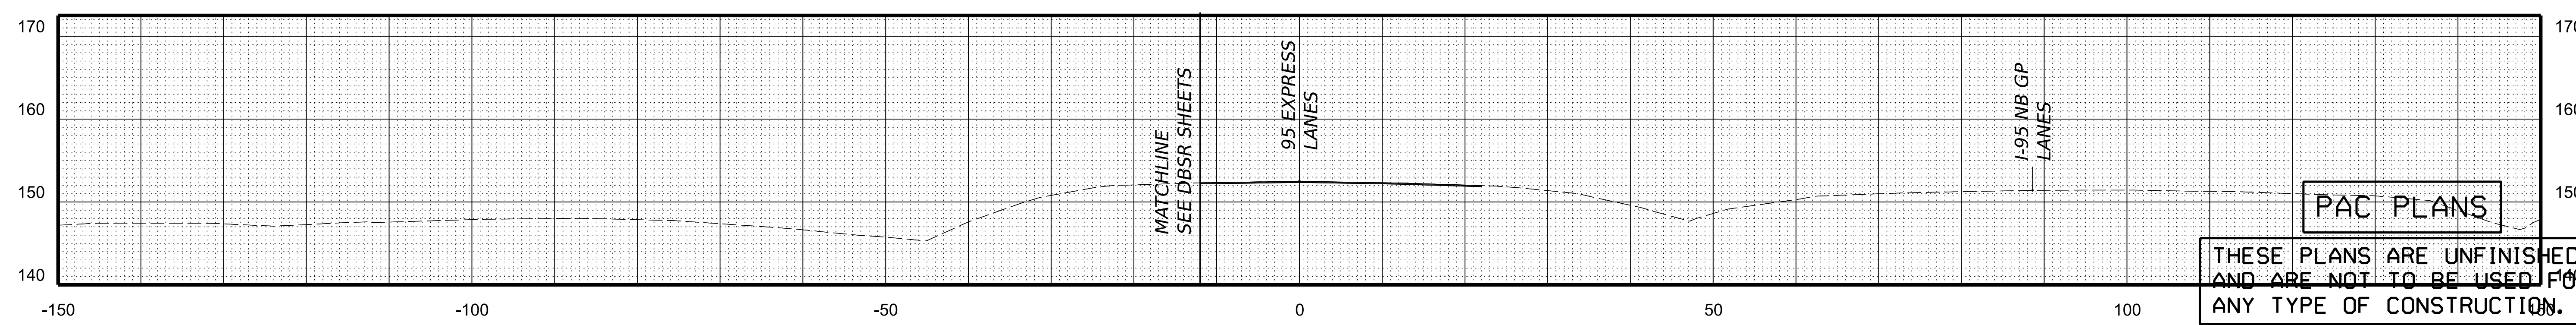 170
160
150
140
MATCHLINE
SEE DBSR SHEETS
95 EXPRESS
LANES
I-95 NB GP
LANES
PAC PLANS
THESE PLANS ARE UNFINISHED
AND ARE NOT TO BE USED
ANY TYPE OF CONSTRUCTION.
-150
-100
-50
0
50
100
150